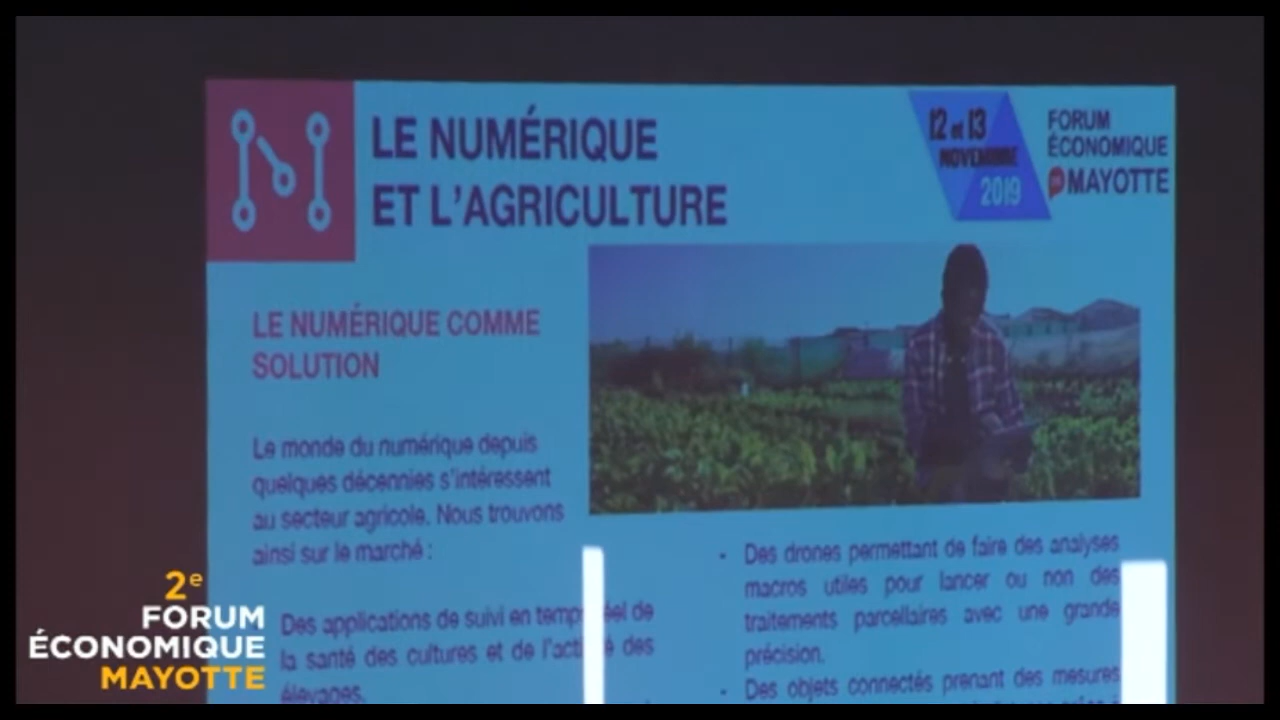 LE NUMÉRIQUE
ET L'AGRICULTURE
12 et 13
NOVEMBRE
2019
FORUM
ÉCONOMIQUE
MAYOTTE
LE NUMÉRIQUE COMME
SOLUTION
Le monde du numérique depuis
quelques décennies s'intéressent
au secteur agricole. Nous trouvons
ainsi sur le marché :
Des applications de suivi en temps réel de
la santé des cultures et de l'activité des
élevages.
- Des drones permettant de faire des analyses
macros utiles pour lancer ou non des
traitements parcellaires avec une grande
précision.
- Des objets connectés prenant des mesures
2e
FORUM
ÉCONOMIQUE
MAYOTTE